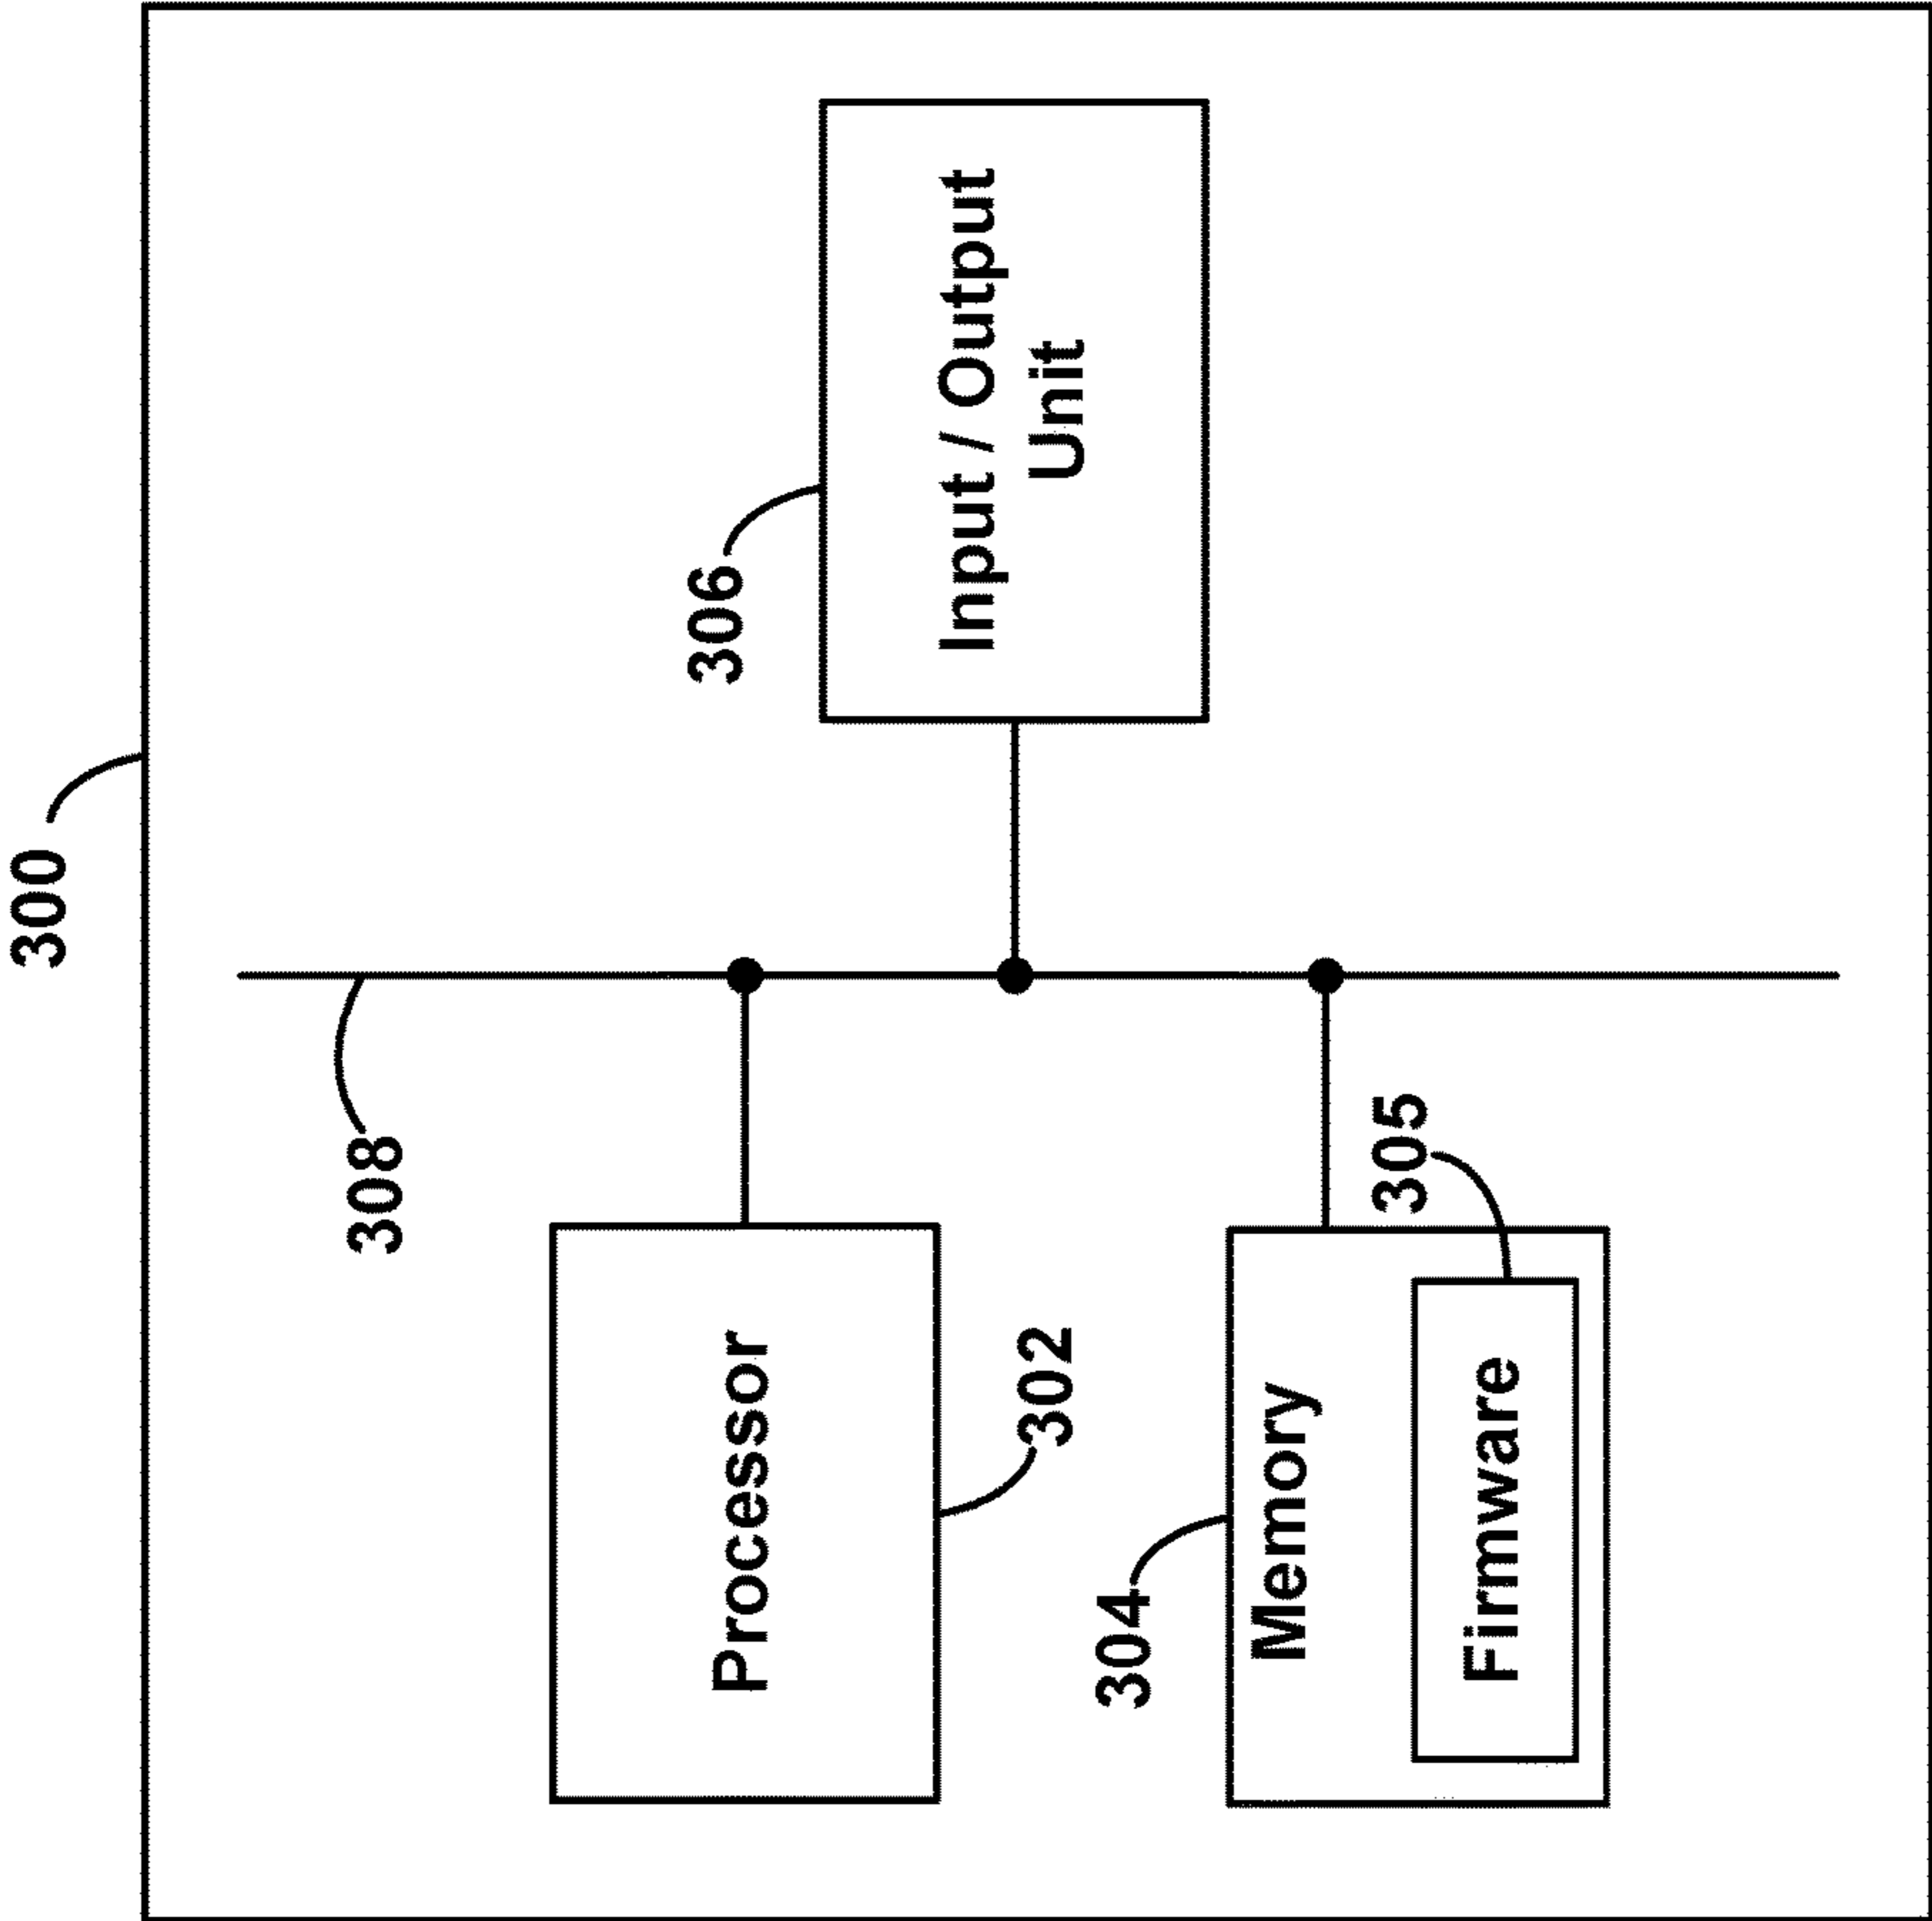 300
308
306
Processor
Input / Output
Unit
302
304
Memory
305
Firmware